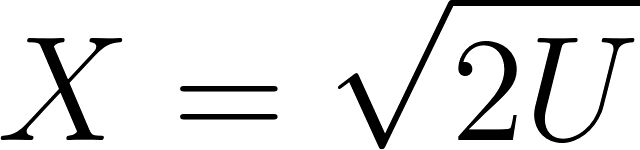 X = √2U